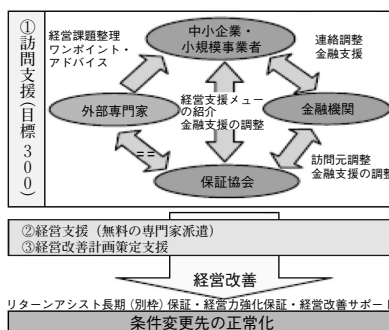 ①訪問支援(目標300)
経営課題整理
ワンポイント・
アドバイス
中小企業・
小規模事業者
連絡調整
金融支援
外部専門家
経営支援メュー
の紹介
金融支援の調整
金融機関
==
訪問元調整
金融支援の調整
保証協会
②経営支援（無料の専門家派遣）
③経営改善計画策定支援
経営改善
リターンアシスト長期(別枠)保証・経営力強化保証・経営改善サポート
条件変更先の正常化